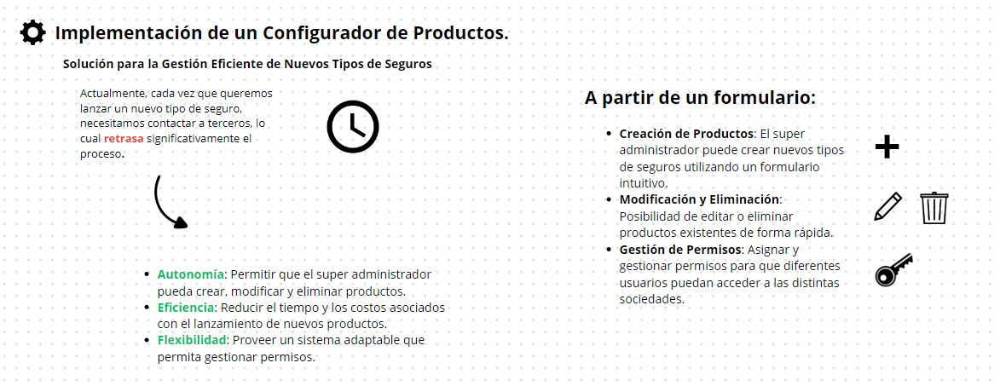 Implementación de un Configurador de Productos.
Solución para la Gestión Eficiente de Nuevos Tipos de Seguros
Actualmente, cada vez que queremos
lanzar un nuevo tipo de seguro,
necesitamos contactar a terceros, lo
cual retrasa significativamente el
proceso.
• Autonomía: Permitir que el super administrador
pueda crear, modificar y eliminar productos.
• Eficiencia: Reducir el tiempo y los costos asociados
con el lanzamiento de nuevos productos.
• Flexibilidad: Proveer un sistema adaptable que
permita gestionar permisos.
A partir de un formulario:
• Creación de Productos: El super
administrador puede crear nuevos tipos
de seguros utilizando un formulario
intuitivo.
• Modificación y Eliminación:
Posibilidad de editar o eliminar
productos existentes de forma rápida.
• Gestión de Permisos: Asignar y
gestionar permisos para que diferentes
usuarios puedan acceder a las distintas
sociedades.